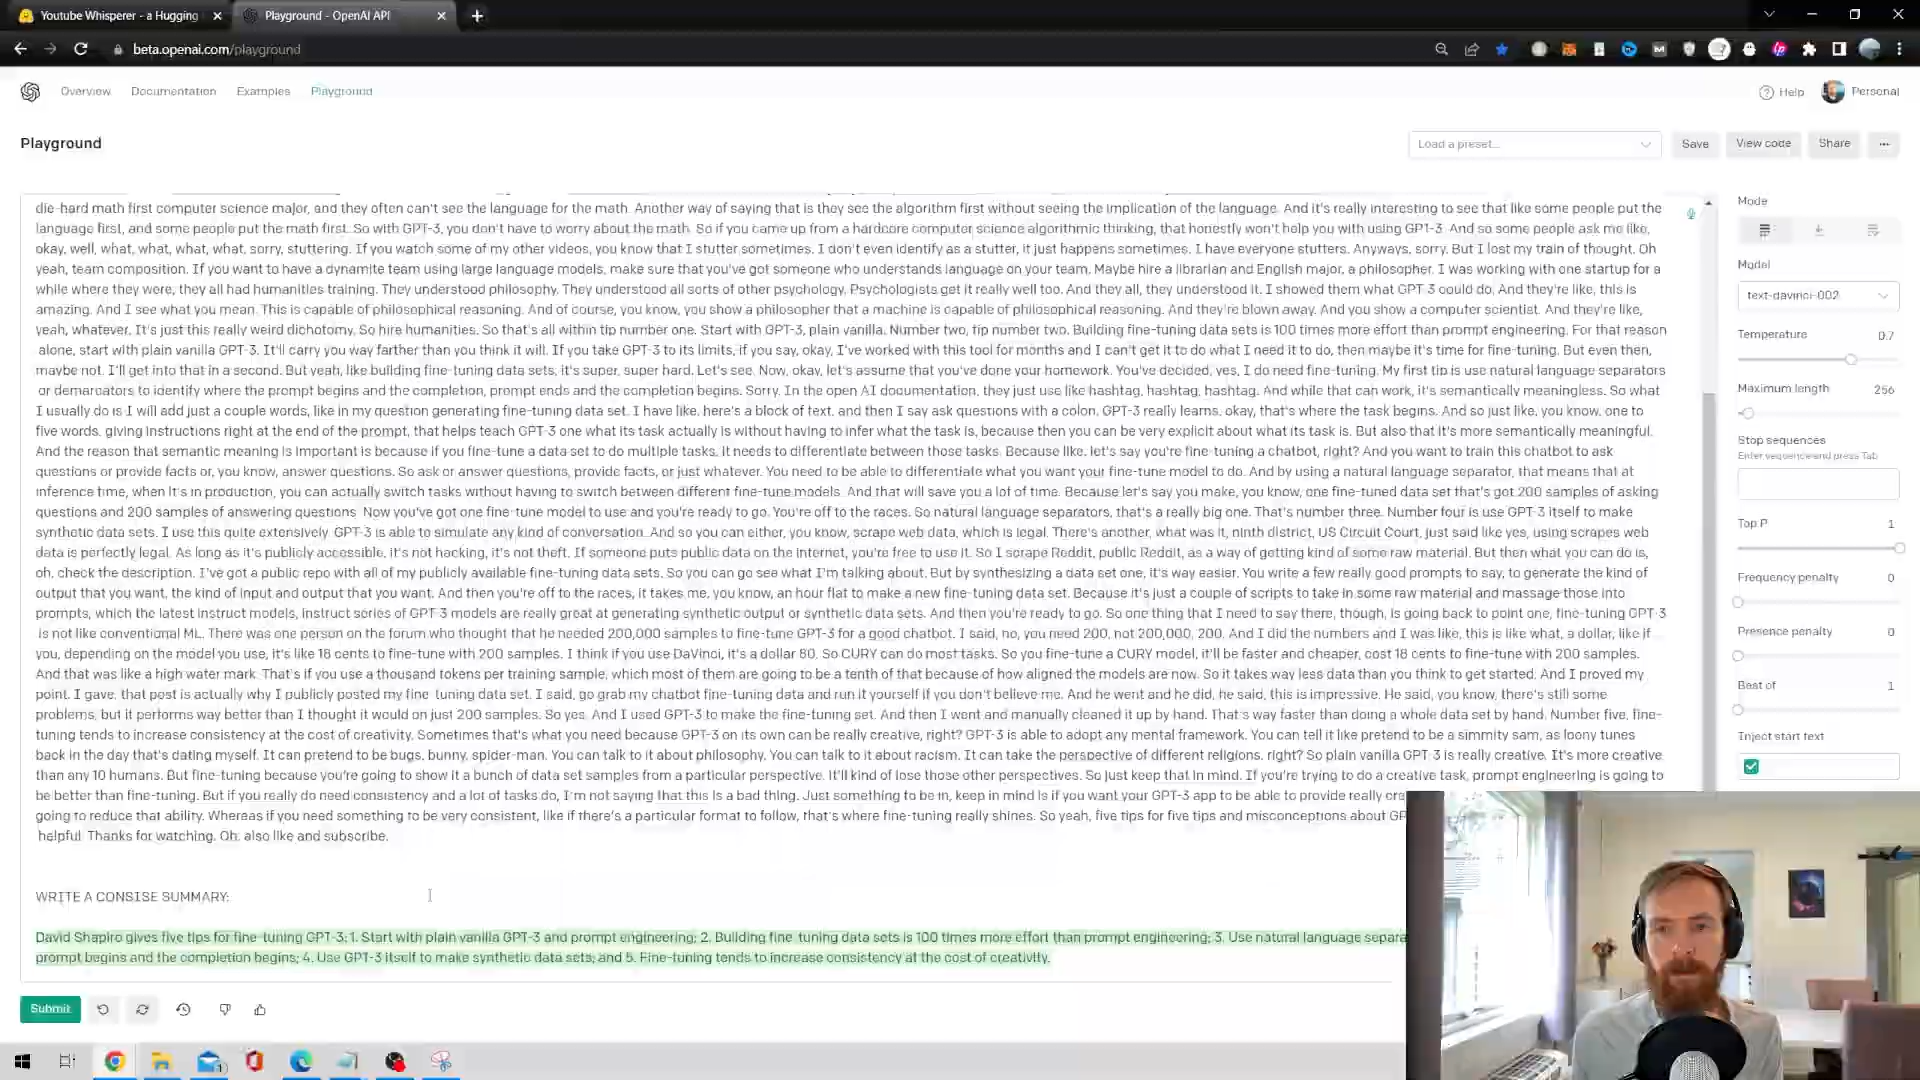 Youtube Whisperer - a Hugging
Playground - OpenAI API
beta.openai.com/playground
Overview Documentation Examples Playground
Help Personal
Playground
Load a preset... Save View code Share ...
die-hard math first computer science major, and they often can't see the language for the math. Another way of saying that is they see the algorithm first without seeing the implication of the language. And it's really interesting to see that like some people put the
language first, and some people put the math first. So with GPT-3, you don't have to worry about the math. So if you came up from a hardcore computer science algorithmic thinking, that honestly won't help you with using GPT-3. And so some people ask me like,
okay, well, what, what, what, what, sorry, stuttering. If you watch some of my other videos, you know that I stutter sometimes. I don't even identify as a stutter, it just happens sometimes. I have everyone stutters. Anyways, sorry. But I lost my train of thought. Oh
yeah, team composition. If you want to have a dynamite team using large language models, make sure that you've got someone who understands language on your team. Maybe hire a librarian and English major, a philosopher. I was working with one startup for a
while where they were, they all had humanities training. They understood philosophy. They understood all sorts of other psychology. Psychologists get it really well too. And they all, they understood it. I showed them what GPT-3 could do. And they're like, this is
amazing. And I see what you mean. This is capable of philosophical reasoning. And of course, you know, you show a philosopher that a machine is capable of philosophical reasoning. And they're blown away. And you show a computer scientist. And they're like,
yeah, whatever. It's just this really weird dichotomy. So hire humanities. So that's all within tip number one. Start with GPT-3, plain vanilla. Number two, tip number two. Building fine-tuning data sets is 100 times more effort than prompt engineering. For that reason
alone, start with plain vanilla GPT-3. It'll carry you way farther than you think it will. If you take GPT-3 to its limits, if you say, okay, I've worked with this tool for months and I can't get it to do what I need it to do, then maybe it's time for fine-tuning. But even then,
maybe not. I'll get into that in a second. But yeah, like building fine-tuning data sets, it's super, super hard. Let's see. Now, okay, let's assume that you've done your homework. You've decided, yes, I do need fine-tuning. My first tip is use natural language separators
or demarcators to identify where the prompt begins and the completion, prompt ends and the completion begins. Sorry. In the open AI documentation, they just use like hashtag, hashtag, hashtag. And while that can work, it's semantically meaningless. So what
I usually do is I will add just a couple words, like in my question generating fine-tuning data set. I have like, here's a block of text, and then I say ask questions with a colon. GPT-3 really learns, okay, that's where the task begins. And so just like, you know, one to
five words, giving instructions right at the end of the prompt, that helps teach GPT-3 one what its task actually is without having to infer what the task is, because then you can be very explicit about what its task is. But also that it's more semantically meaningful.
And the reason that semantic meaning is important is because if you fine-tune a data set to do multiple tasks, it needs to differentiate between those tasks. Because like, let's say you're fine-tuning a chatbot, right? And you want to train this chatbot to ask
questions or provide facts or, you know, answer questions. So ask or answer questions, provide facts, or just whatever. You need to be able to differentiate what you want your fine-tune model to do. And by using a natural language separator, that means that at
inference time, when it's in production, you can actually switch tasks without having to switch between different fine-tune models. And that will save you a lot of time. Because let's say you make, you know, one fine-tuned data set that's got 200 samples of asking
questions and 200 samples of answering questions. Now you've got one fine-tune model to use and you're ready to go. You're off to the races. So natural language separators, that's a really big one. That's number three. Number four is use GPT-3 itself to make
synthetic data sets. I use this quite extensively. GPT-3 is able to simulate any kind of conversation. And so you can either, you know, scrape web data, which is legal. There's another, what was it, ninth district, US Circuit Court, just said like yes, using scrapes web
data is perfectly legal. As long as it's publicly accessible, it's not hacking, it's not theft. If someone puts public data on the internet, you're free to use it. So I scrape Reddit, public Reddit, as a way of getting kind of some raw material. But then what you can do is,
oh, check the description. I've got a public repo with all of my publicly available fine-tuning data sets. So you can go see what I'm talking about. But by synthesizing a data set one, it's way easier. You write a few really good prompts to say, to generate the kind of
output that you want, the kind of input and output that you want. And then you're off to the races, it takes me, you know, an hour flat to make a new fine-tuning data set. Because it's just a couple of scripts to take in some raw material and massage those into
prompts, which the latest instruct models, instruct series of GPT-3 models are really great at generating synthetic output or synthetic data sets. And then you're ready to go. So one thing that I need to say there, though, is going back to point one, fine-tuning GPT-3
is not like conventional ML. There was one person on the forum who thought that he needed 200,000 samples to fine-tune GPT-3 for a good chatbot. I said, no, you need 200, not 200,000, 200. And I did the numbers and I was like, this is like what, a dollar, like if
you, depending on the model you use, it's like 18 cents to fine-tune with 200 samples. I think if you use DaVinci, it's a dollar 80. So CURY can do most tasks. So you fine-tune a CURY model, it'll be faster and cheaper, cost 18 cents to fine-tune with 200 samples.
And that was like a high water mark. That's if you use a thousand tokens per training sample, which most of them are going to be a tenth of that because of how aligned the models are now. So it takes way less data than you think to get started. And I proved my
point. I gave, that post is actually why I publicly posted my fine-tuning data set. I said, go grab my chatbot fine-tuning data and run it yourself if you don't believe me. And he went and he did, he said, this is impressive. He said, you know, there's still some
problems, but it performs way better than I thought it would on just 200 samples. So yes. And I used GPT-3 to make the fine-tuning set. And then I went and manually cleaned it up by hand. That's way faster than doing a whole data set by hand. Number five, fine-
tuning tends to increase consistency at the cost of creativity. Sometimes that's what you need because GPT-3 on its own can be really creative, right? GPT-3 is able to adopt any mental framework. You can tell it like pretend to be a simmity sam, as loony tunes
back in the day that's dating myself. It can pretend to be bugs, bunny, spider-man. You can talk to it about philosophy. You can talk to it about racism. It can take the perspective of different religions, right? So plain vanilla GPT-3 is really creative. It's more creative
than any 10 humans. But fine-tuning because you're going to show it a bunch of data set samples from a particular perspective. It'll kind of lose those other perspectives. So just keep that in mind. If you're trying to do a creative task, prompt engineering is going to
be better than fine-tuning. But if you really do need consistency and a lot of tasks do, I'm not saying that this is a bad thing. Just something to be in, keep in mind is if you want your GPT-3 app to be able to provide really cre
going to reduce that ability. Whereas if you need something to be very consistent, like if there's a particular format to follow, that's where fine-tuning really shines. So yeah, five tips for five tips and misconceptions about GP
helpful. Thanks for watching. Oh, also like and subscribe.
WRITE A CONSISE SUMMARY:
David Shapiro gives five tips for fine-tuning GPT-3: 1. Start with plain vanilla GPT-3 and prompt engineering; 2. Building fine-tuning data sets is 100 times more effort than prompt engineering; 3. Use natural language separa
prompt begins and the completion begins; 4. Use GPT-3 itself to make synthetic data sets; and 5. Fine-tuning tends to increase consistency at the cost of creativity.
Submit
Mode
Model
text-davinci-002
Temperature 0.7
Maximum length 256
Stop sequences
Enter sequence and press Tab
Top P 1
Frequency penalty 0
Presence penalty 0
Best of 1
Inject start text